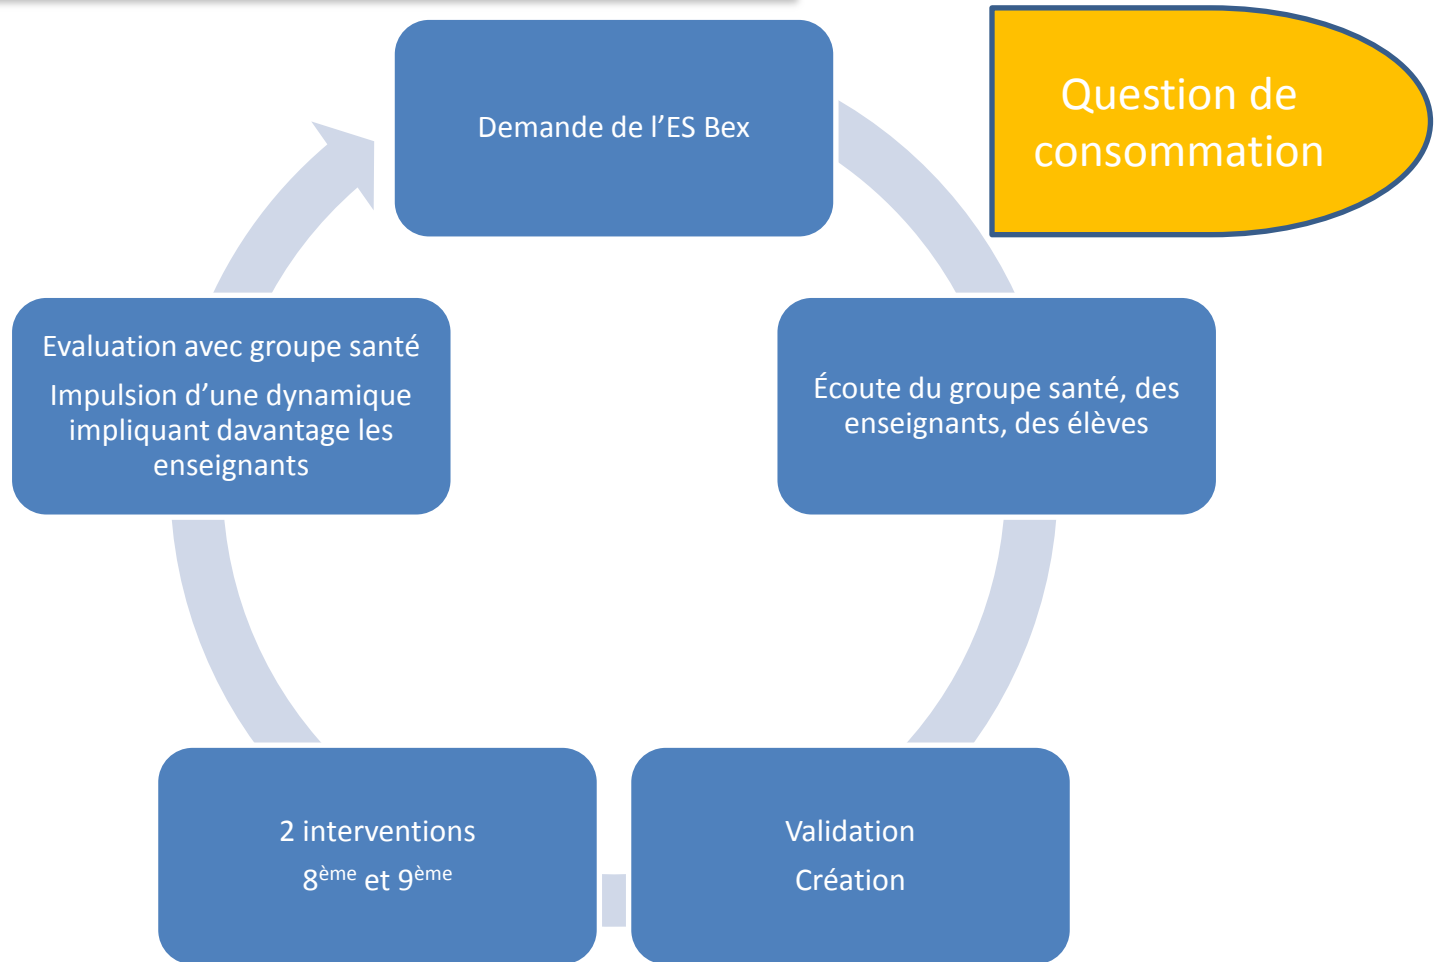 Demande de l’ES Bex
Question de
consommation
Écoute du groupe santé, des
enseignants, des élèves
Validation
Création
2 interventions
8ème et 9ème
Evaluation avec groupe santé
Impulsion d’une dynamique
impliquant davantage les
enseignants